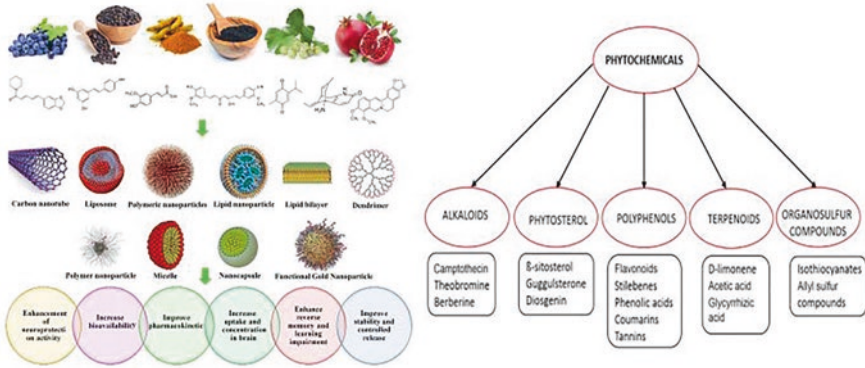 Carbon nanotube
Liposome
Polymeric nanoparticles
Lipid nanoparticle
Lipid bilayer
Dendrimer
Polymer nanoparticle
Micelle
Nanocapsule
Functional Gold Nanoparticle
Enhancement
of
neuroprotecti
on activity
Increase
bioavailability
Improve
pharmacokinetic
Increase
uptake and
concentration
in brain
Enhance
reverse
memory and
learning
impairment
Improve
stability and
controlled
release
PHYTOCHEMICALS
ALKALOIDS
PHYTOSTEROL
POLYPHENOLS
TERPENOIDS
ORGANOSULFUR
COMPOUNDS
Camptothecin
Theobromine
Berberine
ß-sitosterol
Guggulsterone
Diosgenin
Flavonoids
Stilebenes
Phenolic acids
Coumarins
Tannins
D-limonene
Acetic acid
Glycyrrhizic
acid
Isothiocyanates
Allyl sulfur
compounds